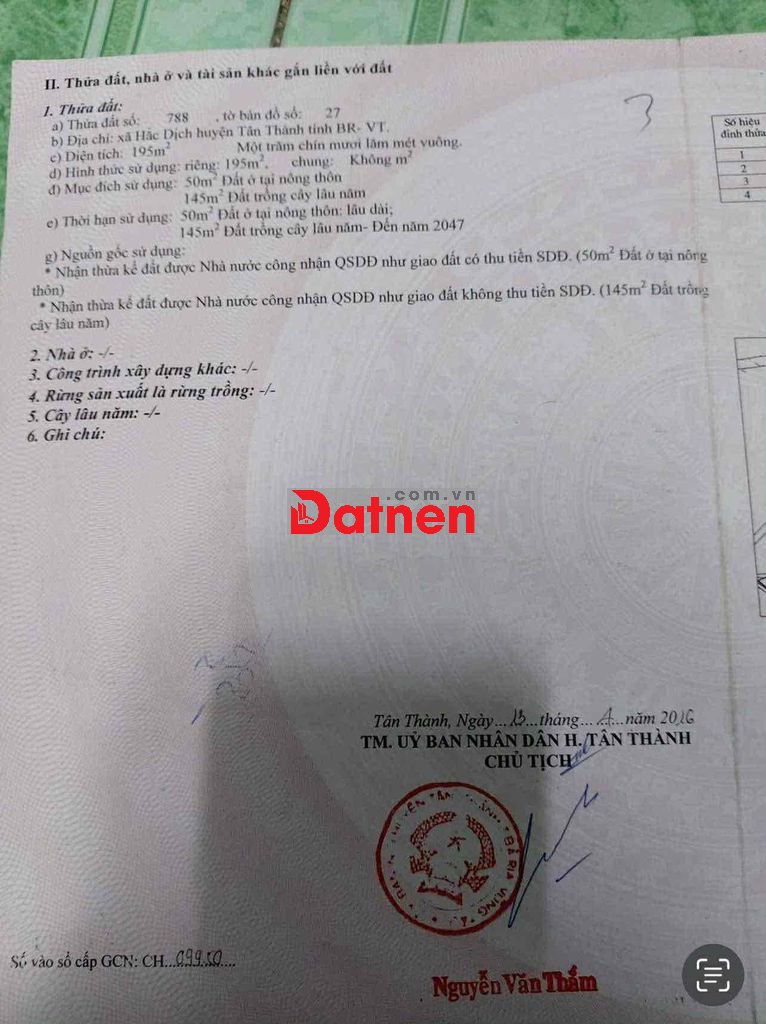 II. Thửa đất, nhà ở và tài sản khác gắn liền với đất
1. Thửa đất:
a) Thửa đất số: 788 , tờ bản đồ số: 27
b) Địa chỉ: xã Hắc Dịch huyện Tân Thành tỉnh BR- VT.
c) Diện tích: 195m² Một trăm chín mươi lăm mét vuông.
d) Hình thức sử dụng: riêng: 195m², chung: Không m²
đ) Mục đích sử dụng: 50m² Đất ở tại nông thôn
145m² Đất trồng cây lâu năm
e) Thời hạn sử dụng: 50m² Đất ở tại nông thôn: lâu dài;
145m² Đất trồng cây lâu năm- Đến năm 2047
g) Nguồn gốc sử dụng:
* Nhận thừa kế đất được Nhà nước công nhận QSDĐ như giao đất có thu tiền SDĐ. (50m² Đất ở tại nông
thôn)
* Nhận thừa kế đất được Nhà nước công nhận QSDĐ như giao đất không thu tiền SDĐ. (145m² Đất trồng
cây lâu năm)
2. Nhà ở: -/-
3. Công trình xây dựng khác: -/-
4. Rừng sản xuất là rừng trồng: -/-
5. Cây lâu năm: -/-
6. Ghi chú:
3
Số hiệu
đỉnh thửa
1
2
3
4
.com.vn
Datnen
Tân Thành, Ngày...13...tháng...4...năm 2016
TM. UỶ BAN NHÂN DÂN H. TÂN THÀNH
CHỦ TỊCH
Số vào sổ cấp GCN: CH...09950....
Nguyễn Văn Thắm